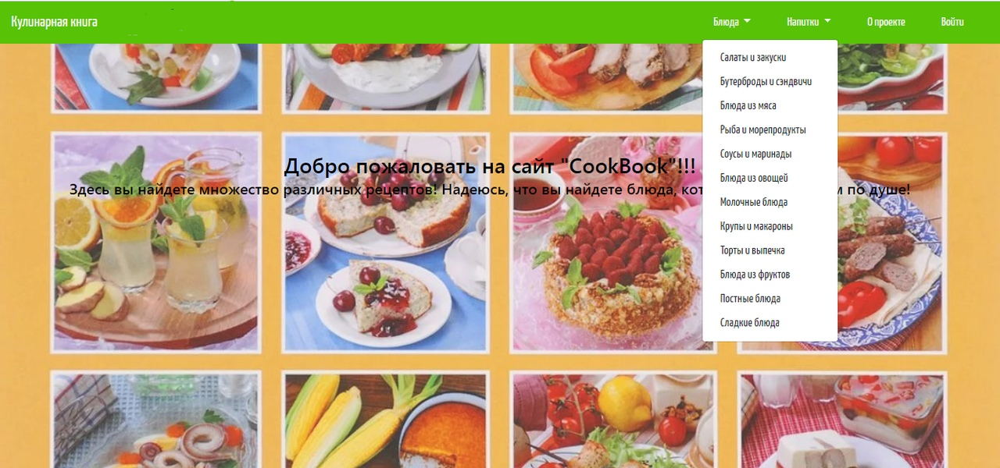 Кулинарная книга
Блюда
Напитки
О проекте
Войти
Салаты и закуски
Бутерброды и сэндвичи
Блюда из мяса
Рыба и морепродукты
Соусы и маринады
Блюда из овощей
Молочные блюда
Крупы и макароны
Торты и выпечка
Блюда из фруктов
Постные блюда
Сладкие блюда
Добро пожаловать на сайт "CookBook"!!!
Здесь вы найдете множество различных рецептов! Надеюсь, что вы найдете блюда, по душе!